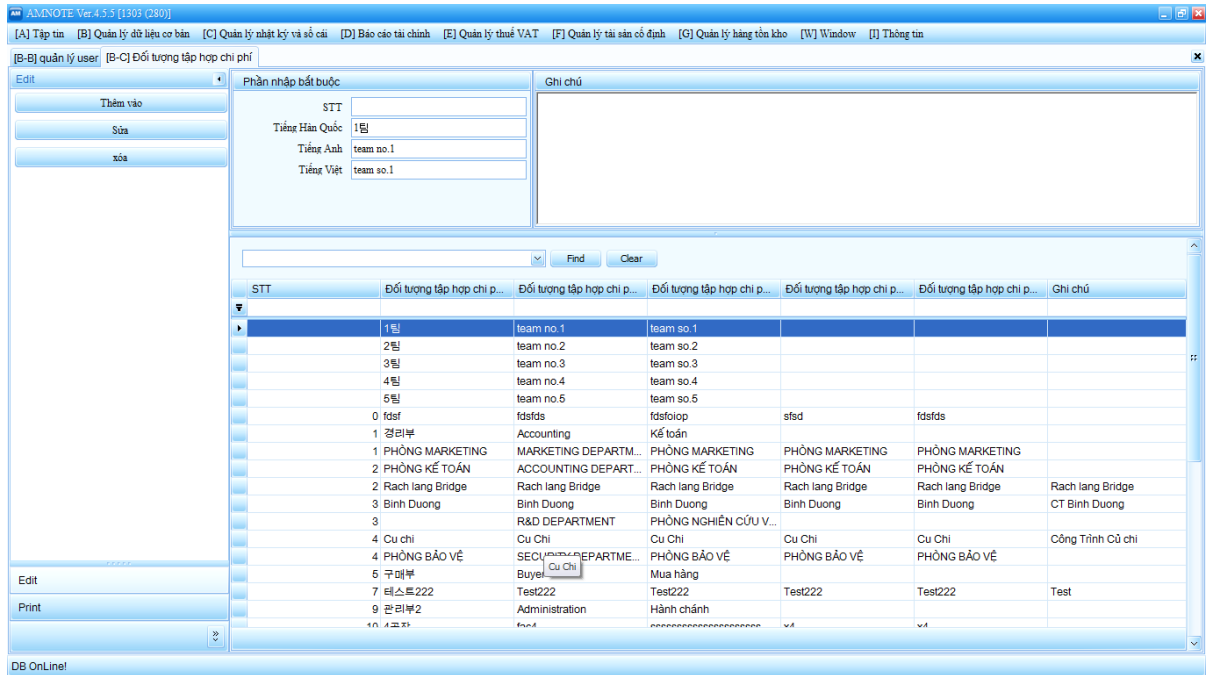 AMNOTE Ver.4.5.5 [1303 (280)]
[A] Tập tin [B] Quản lý dữ liệu cơ bản [C] Quản lý nhật ký và sổ cái [D] Báo cáo tài chính [E] Quản lý thuế VAT [F] Quản lý tài sản cố định [G] Quản lý hàng tồn kho [W] Window [I] Thông tin
[B-B] quản lý user [B-C] Đối tượng tập hợp chi phí
Edit
Thêm vào
Sửa
xóa
Phần nhập bắt buộc
Ghi chú
STT
Tiếng Hàn Quốc 1팀
Tiếng Anh team no.1
Tiếng Việt team so.1
Find Clear
STT Đối tượng tập hợp chi p... Đối tượng tập hợp chi p... Đối tượng tập hợp chi p... Đối tượng tập hợp chi p... Đối tượng tập hợp chi p... Ghi chú
1팀 team no.1 team so.1
2팀 team no.2 team so.2
3팀 team no.3 team so.3
4팀 team no.4 team so.4
5팀 team no.5 team so.5
0 fdsf fdsfds fdsfoiop sfsd fdsfds
1 경리부 Accounting Kế toán
1 PHÒNG MARKETING MARKETING DEPARTM... PHÒNG MARKETING PHÒNG MARKETING PHÒNG MARKETING
2 PHÒNG KẾ TOÁN ACCOUNTING DEPART... PHÒNG KẾ TOÁN PHÒNG KẾ TOÁN PHÒNG KẾ TOÁN
2 Rach lang Bridge Rach lang Bridge Rach lang Bridge Rach lang Bridge Rach lang Bridge Rach lang Bridge
3 Binh Duong Binh Duong Binh Duong Binh Duong Binh Duong CT Binh Duong
3 R&D DEPARTMENT PHÒNG NGHIÊN CỨU V...
4 Cu chi Cu Chi Cu Chi Cu Chi Cu Chi Công Trình Củ chi
4 PHÒNG BẢO VỆ SECURITY DEPARTME... PHÒNG BẢO VỆ PHÒNG BẢO VỆ PHÒNG BẢO VỆ
Cu Chi
5 구매부 Buyer Mua hàng
7 테스트222 Test222 Test222 Test222 Test222 Test
9 관리부2 Administration Hành chánh
10 4공장 fac4 x4 x4
Edit
Print
DB OnLine!